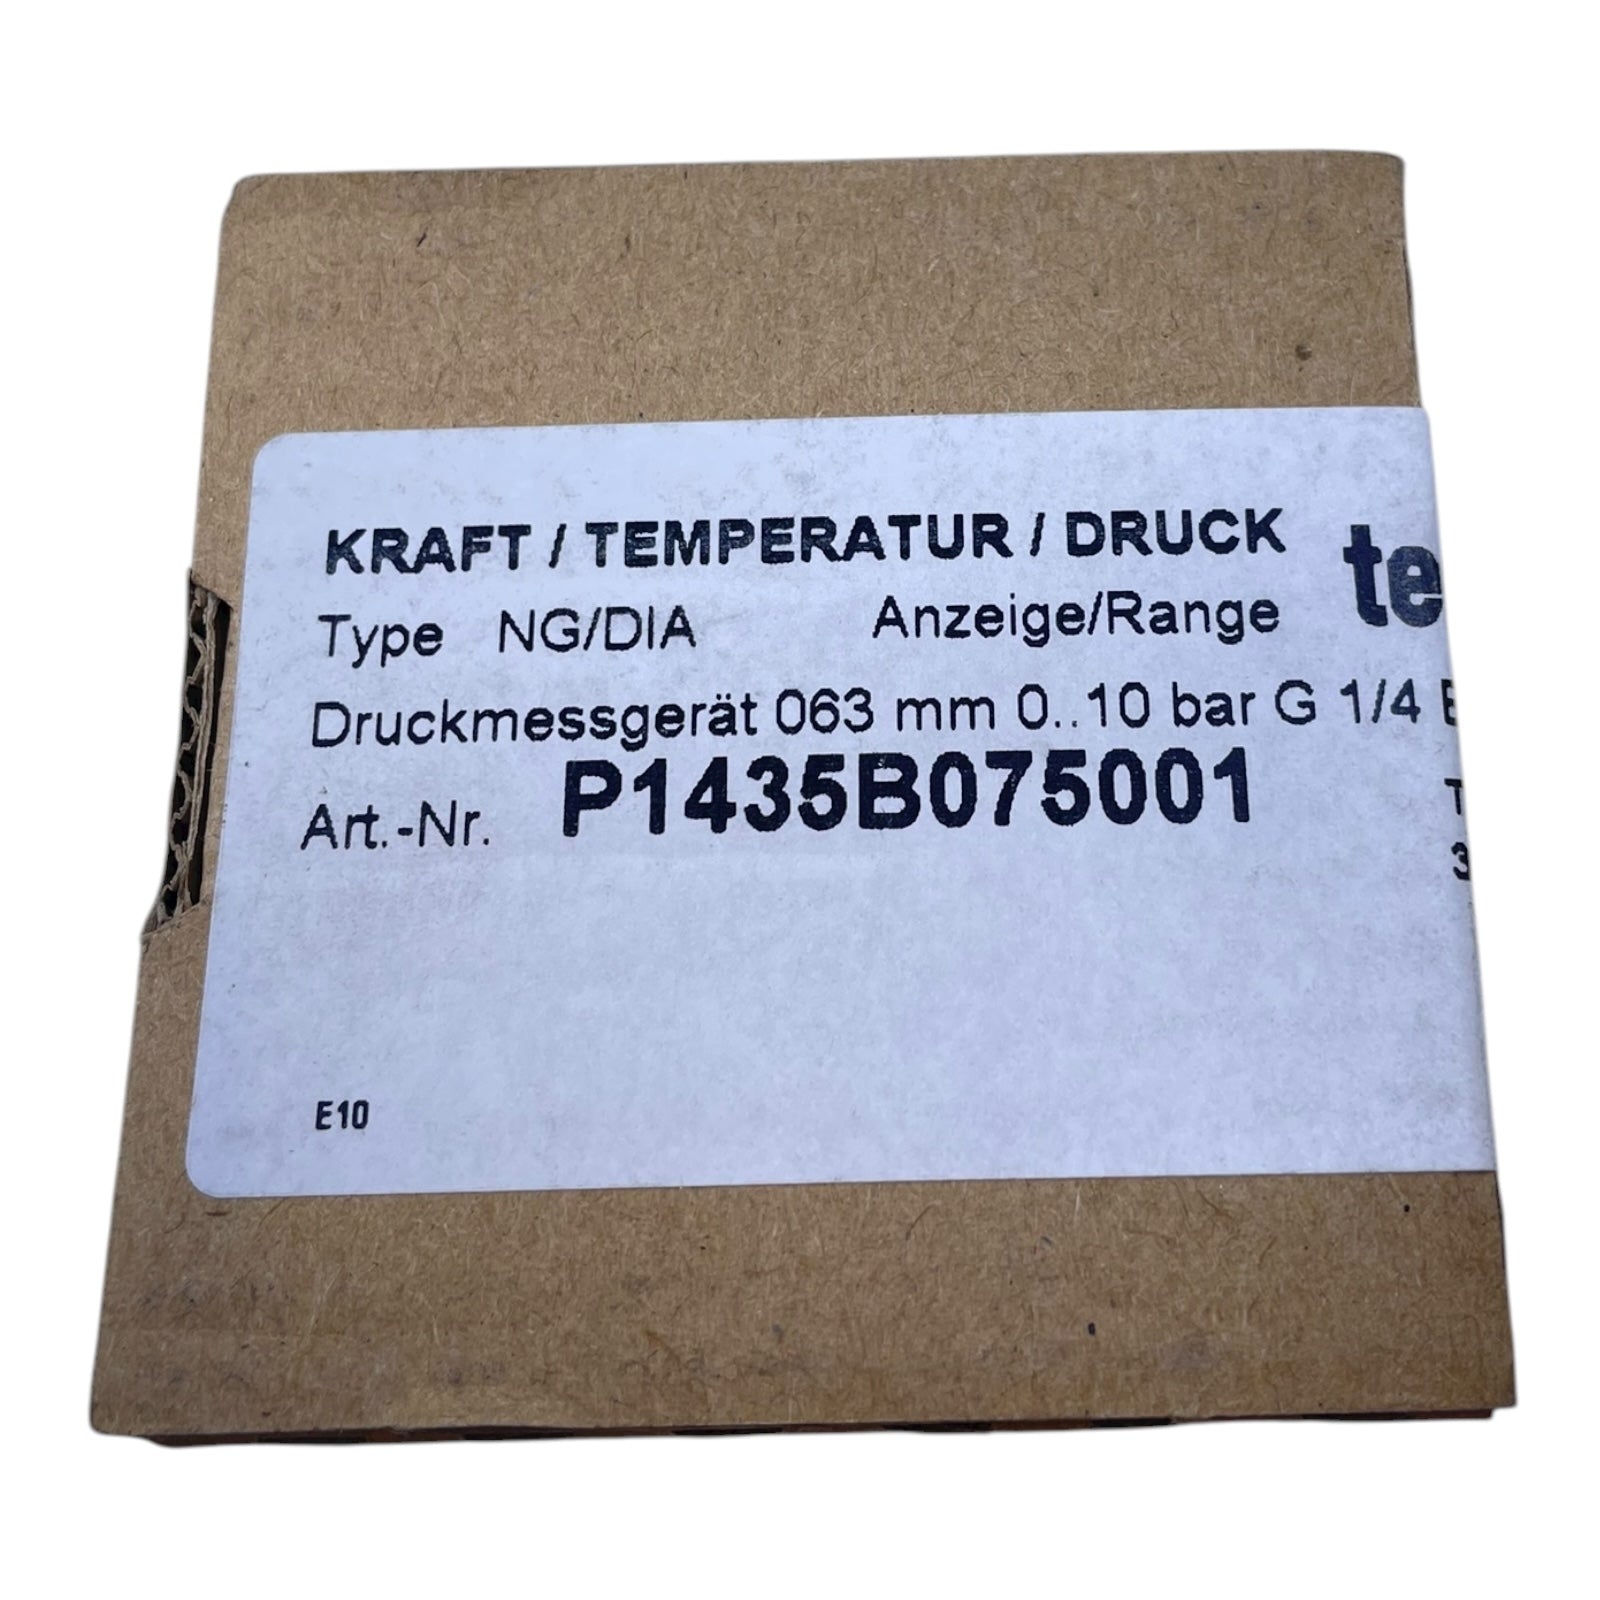 KRAFT / TEMPERATUR / DRUCK
te
Type NG/DIA Anzeige/Range
Druckmessgerät 063 mm 0..10 bar G 1/4
Art.-Nr. P1435B075001
E10